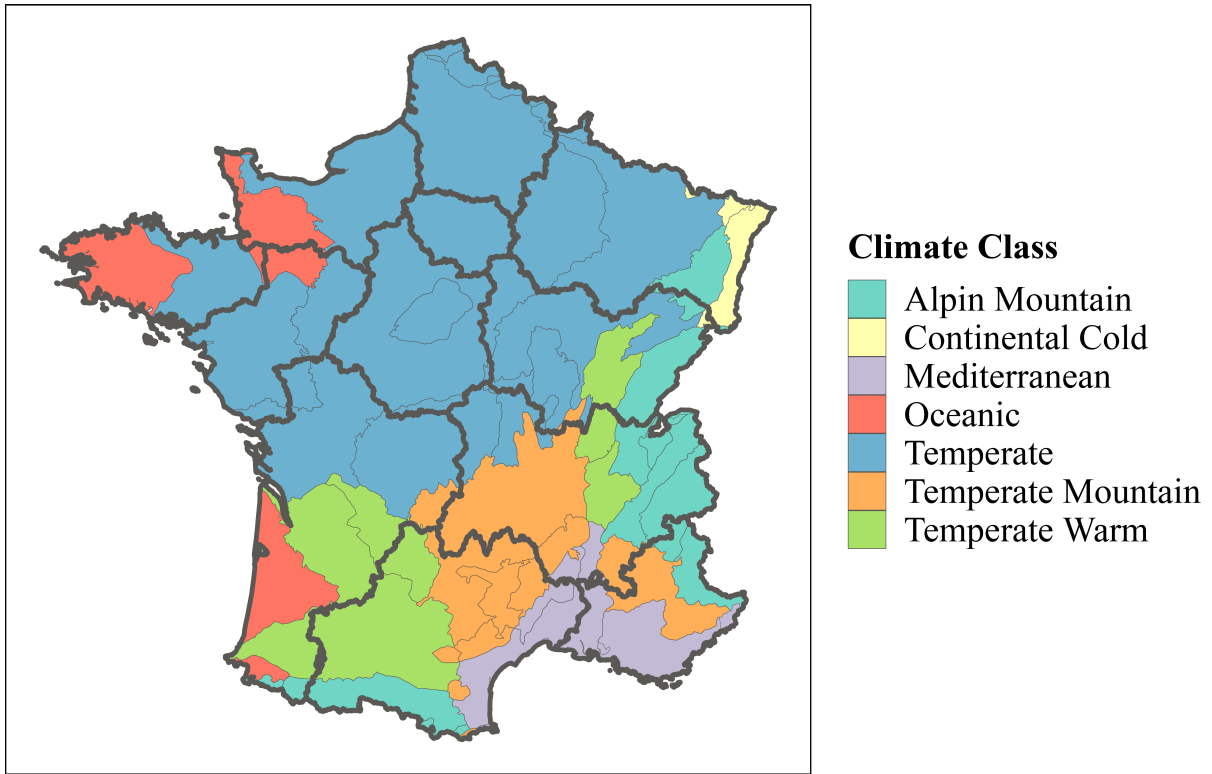 Climate Class
Alpin Mountain
Continental Cold
Mediterranean
Oceanic
Temperate
Temperate Mountain
Temperate Warm